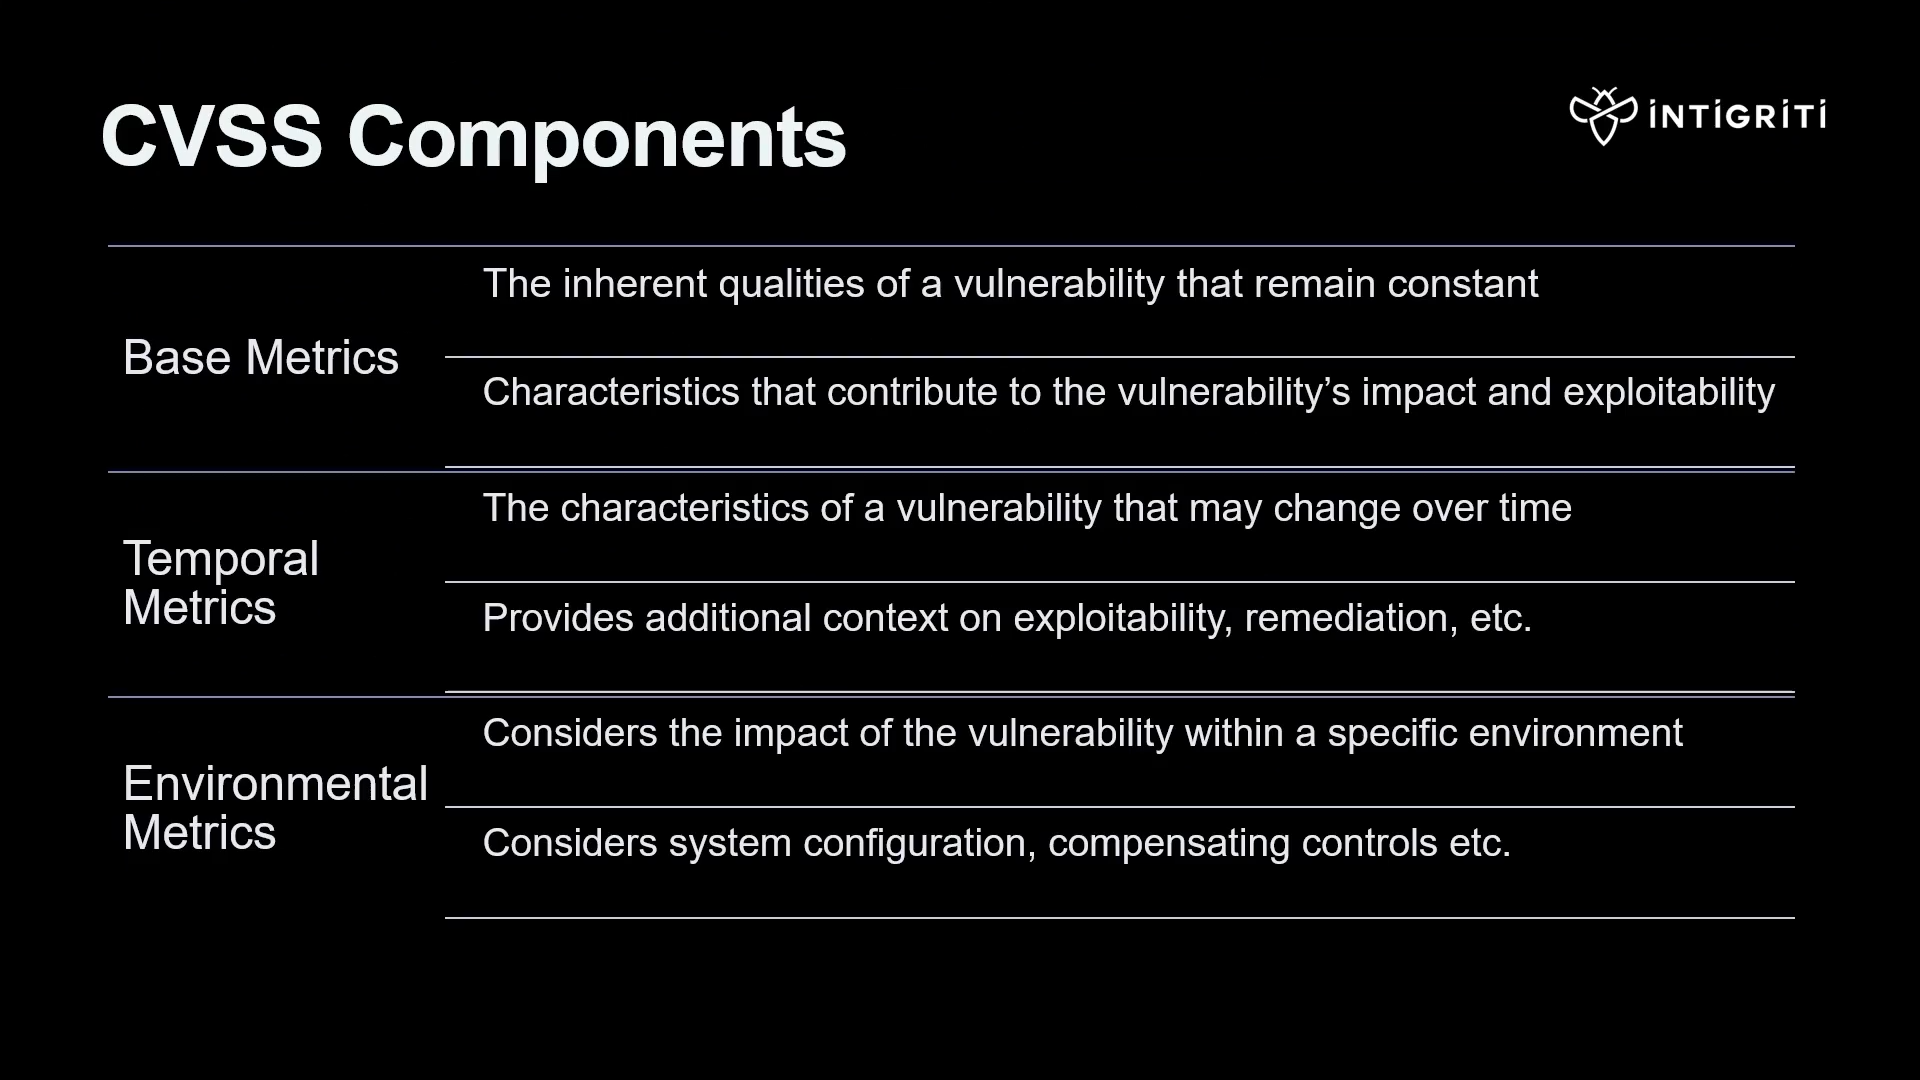 CVSS Components
INTIGRITI
Base Metrics
The inherent qualities of a vulnerability that remain constant
Characteristics that contribute to the vulnerability’s impact and exploitability
Temporal
Metrics
The characteristics of a vulnerability that may change over time
Provides additional context on exploitability, remediation, etc.
Environmental
Metrics
Considers the impact of the vulnerability within a specific environment
Considers system configuration, compensating controls etc.